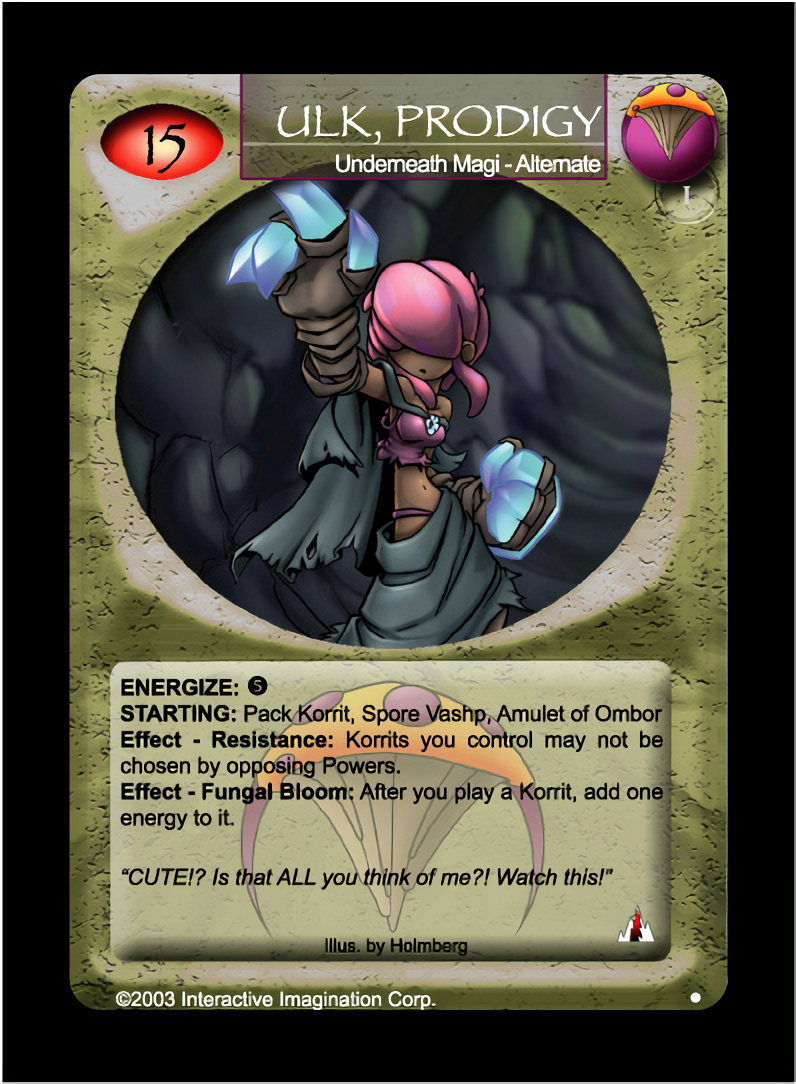 15
ULK, PRODIGY
Underneath Magi - Alternate
I
ENERGIZE: 5
STARTING: Pack Korrit, Spore Vashp, Amulet of Ombor
Effect - Resistance: Korrits you control may not be
chosen by opposing Powers.
Effect - Fungal Bloom: After you play a Korrit, add one
energy to it.
“CUTE!? Is that ALL you think of me?! Watch this!”
Illus. by Holmberg
©2003 Interactive Imagination Corp.